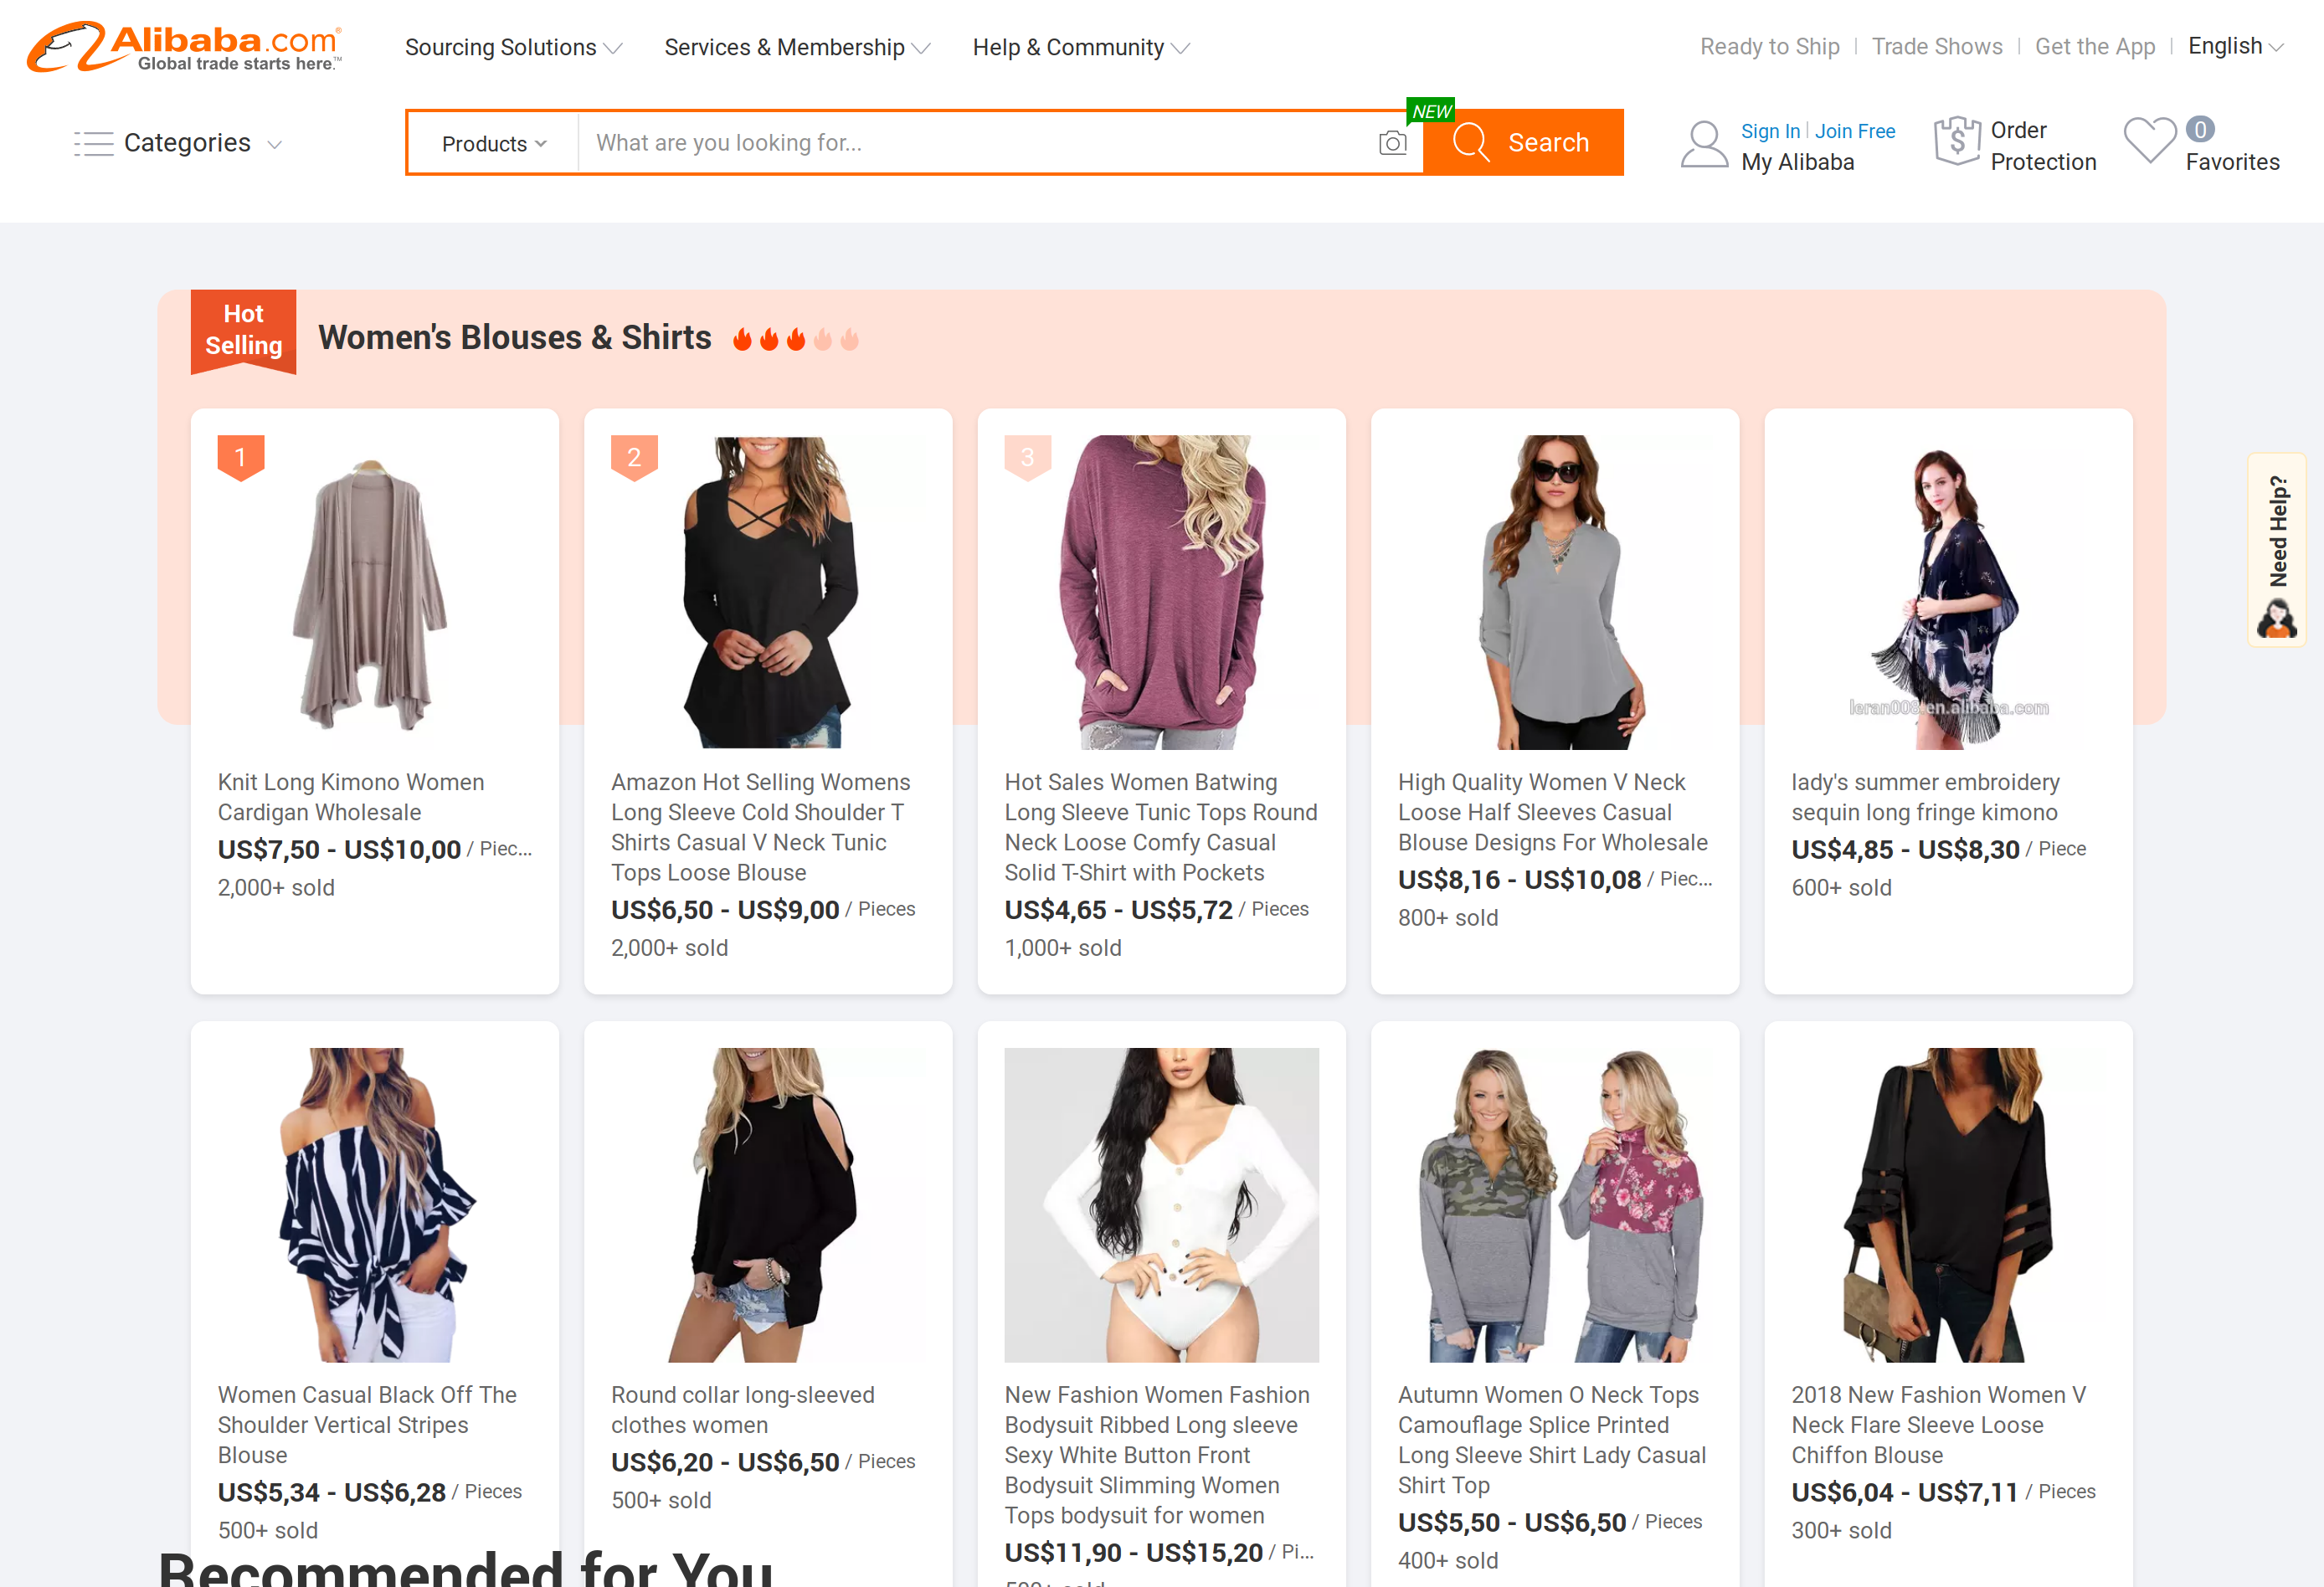 Alibaba.com®
Global trade starts here.™
Sourcing Solutions
Services & Membership
Help & Community
Ready to Ship
Trade Shows
Get the App
English
Categories
Products
What are you looking for...
NEW
Search
Sign In
Join Free
My Alibaba
Order
Protection
0
Favorites
Hot
Selling
Women's Blouses & Shirts
Need Help?
1
Knit Long Kimono Women
Cardigan Wholesale
US$7,50 - US$10,00 / Piec...
2,000+ sold
2
Amazon Hot Selling Womens
Long Sleeve Cold Shoulder T
Shirts Casual V Neck Tunic
Tops Loose Blouse
US$6,50 - US$9,00 / Pieces
2,000+ sold
3
Hot Sales Women Batwing
Long Sleeve Tunic Tops Round
Neck Loose Comfy Casual
Solid T-Shirt with Pockets
US$4,65 - US$5,72 / Pieces
1,000+ sold
High Quality Women V Neck
Loose Half Sleeves Casual
Blouse Designs For Wholesale
US$8,16 - US$10,08 / Piec...
800+ sold
leran008.en.alibaba.com
lady's summer embroidery
sequin long fringe kimono
US$4,85 - US$8,30 / Piece
600+ sold
Women Casual Black Off The
Shoulder Vertical Stripes
Blouse
US$5,34 - US$6,28 / Pieces
500+ sold
Round collar long-sleeved
clothes women
US$6,20 - US$6,50 / Pieces
500+ sold
New Fashion Women Fashion
Bodysuit Ribbed Long sleeve
Sexy White Button Front
Bodysuit Slimming Women
Tops bodysuit for women
US$11,90 - US$15,20 / Pi...
500+ sold
Autumn Women O Neck Tops
Camouflage Splice Printed
Long Sleeve Shirt Lady Casual
Shirt Top
US$5,50 - US$6,50 / Pieces
400+ sold
2018 New Fashion Women V
Neck Flare Sleeve Loose
Chiffon Blouse
US$6,04 - US$7,11 / Pieces
300+ sold
Recommended for You